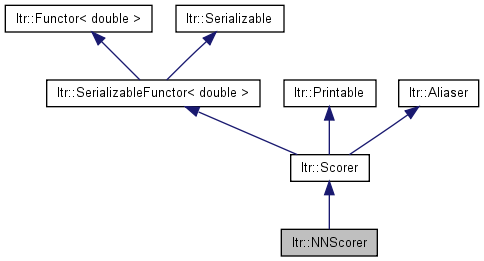 ltr::Functor< double >
ltr::Serializable
ltr::SerializableFunctor< double >
ltr::Printable
ltr::Aliaser
ltr::Scorer
ltr::NNScorer